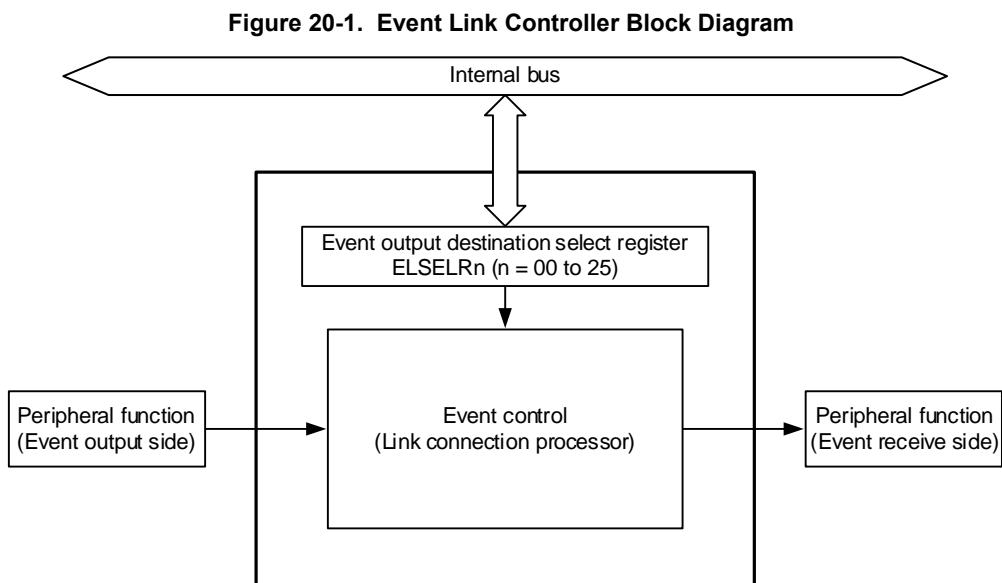 Figure 20-1. Event Link Controller Block Diagram
Internal bus
Event output destination select register
ELSELRn (n = 00 to 25)
Peripheral function
(Event output side)
Event control
(Link connection processor)
Peripheral function
(Event receive side)